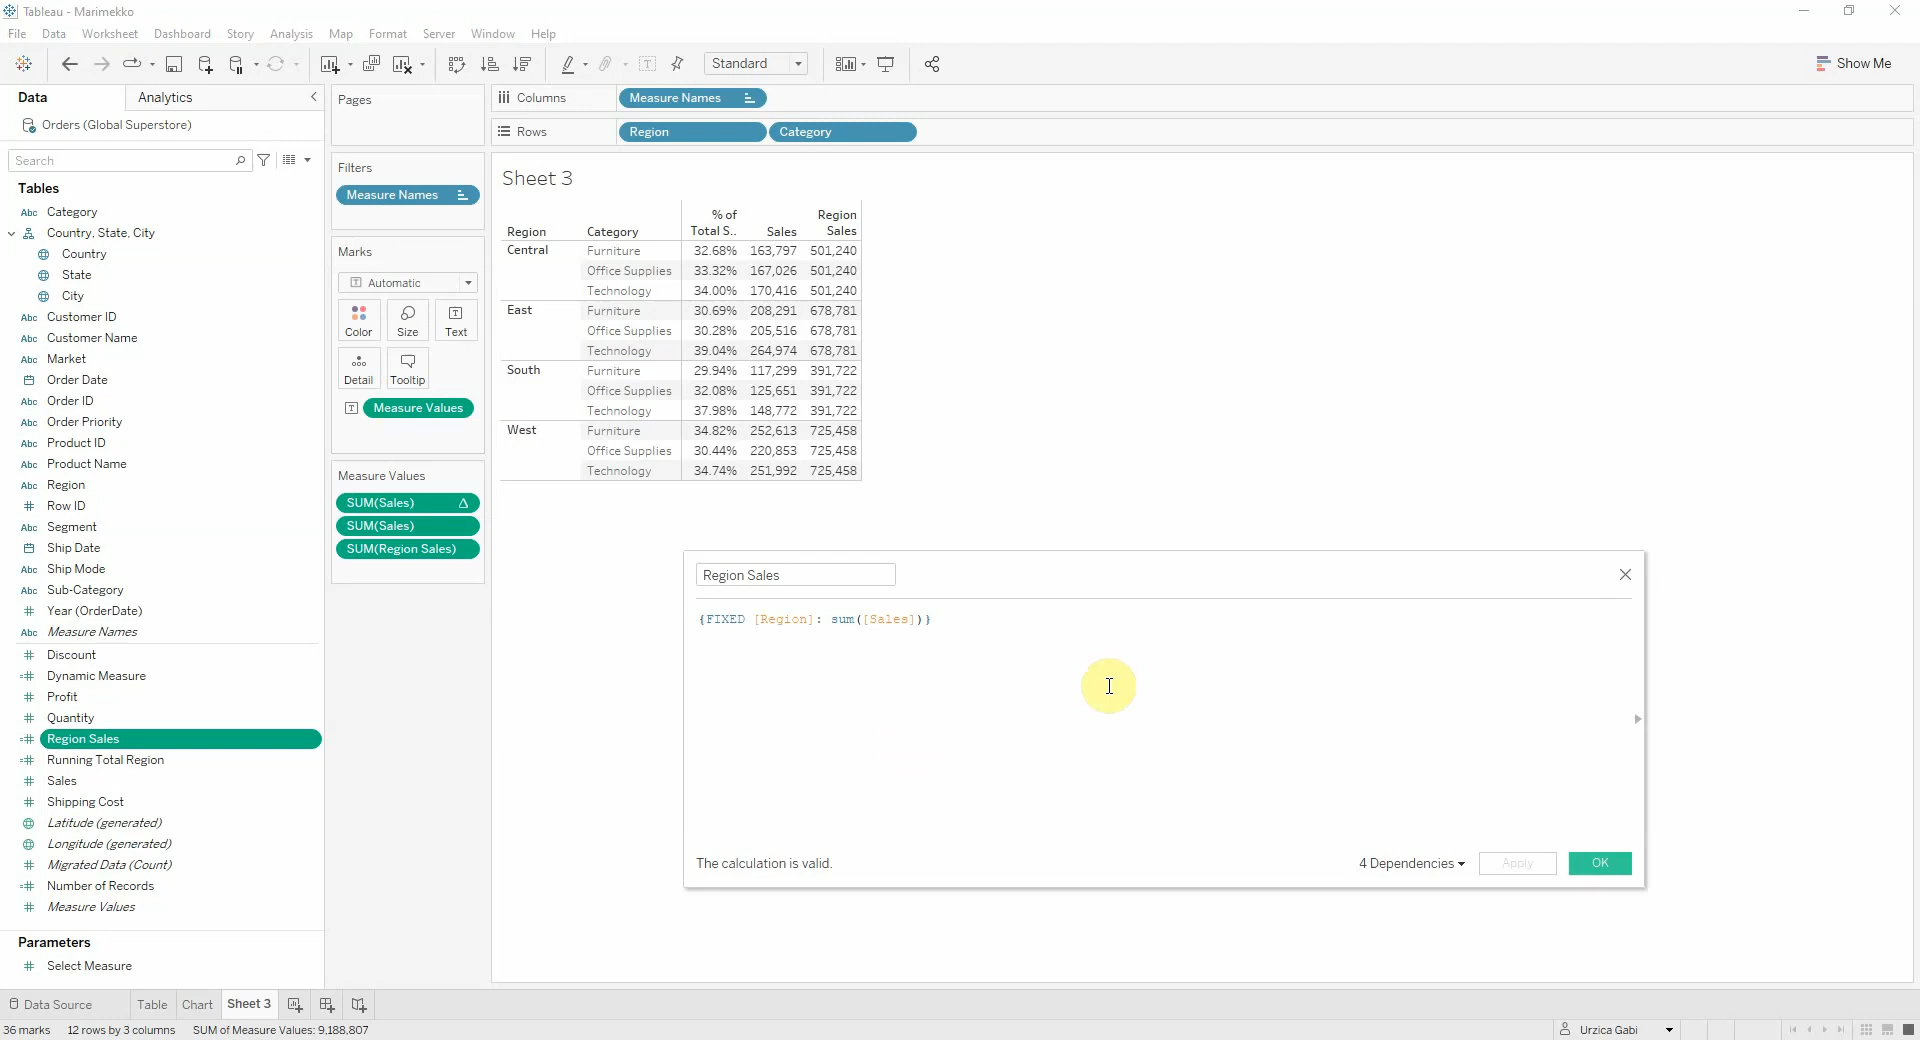 Tableau - Marimekko
File Data Worksheet Dashboard Story Analysis Map Format Server Window Help
Standard
Show Me
Data
Analytics
Orders (Global Superstore)
Search
Tables
Abc Category
Country, State, City
Country
State
City
Abc Customer ID
Abc Customer Name
Abc Market
Order Date
Abc Order ID
Abc Order Priority
Abc Product ID
Abc Product Name
Abc Region
# Row ID
Abc Segment
Ship Date
Abc Ship Mode
Abc Sub-Category
# Year (OrderDate)
Abc Measure Names
# Discount
=# Dynamic Measure
# Profit
# Quantity
=# Region Sales
=# Running Total Region
# Sales
# Shipping Cost
Latitude (generated)
Longitude (generated)
# Migrated Data (Count)
=# Number of Records
# Measure Values
Parameters
# Select Measure
Pages
Filters
Measure Names
Marks
Automatic
Color Size Text
Detail Tooltip
Measure Values
Measure Values
SUM(Sales) Δ
SUM(Sales)
SUM(Region Sales)
Columns Measure Names
Rows Region Category
Sheet 3
% of Region
Region Category Total S.. Sales Sales
Central Furniture 32.68% 163,797 501,240
Office Supplies 33.32% 167,026 501,240
Technology 34.00% 170,416 501,240
East Furniture 30.69% 208,291 678,781
Office Supplies 30.28% 205,516 678,781
Technology 39.04% 264,974 678,781
South Furniture 29.94% 117,299 391,722
Office Supplies 32.08% 125,651 391,722
Technology 37.98% 148,772 391,722
West Furniture 34.82% 252,613 725,458
Office Supplies 30.44% 220,853 725,458
Technology 34.74% 251,992 725,458
Region Sales
{FIXED [Region]: sum([Sales])}
The calculation is valid.
4 Dependencies
Apply
OK
Data Source Table Chart Sheet 3
36 marks 12 rows by 3 columns SUM of Measure Values: 9,188,807
Urzica Gabi